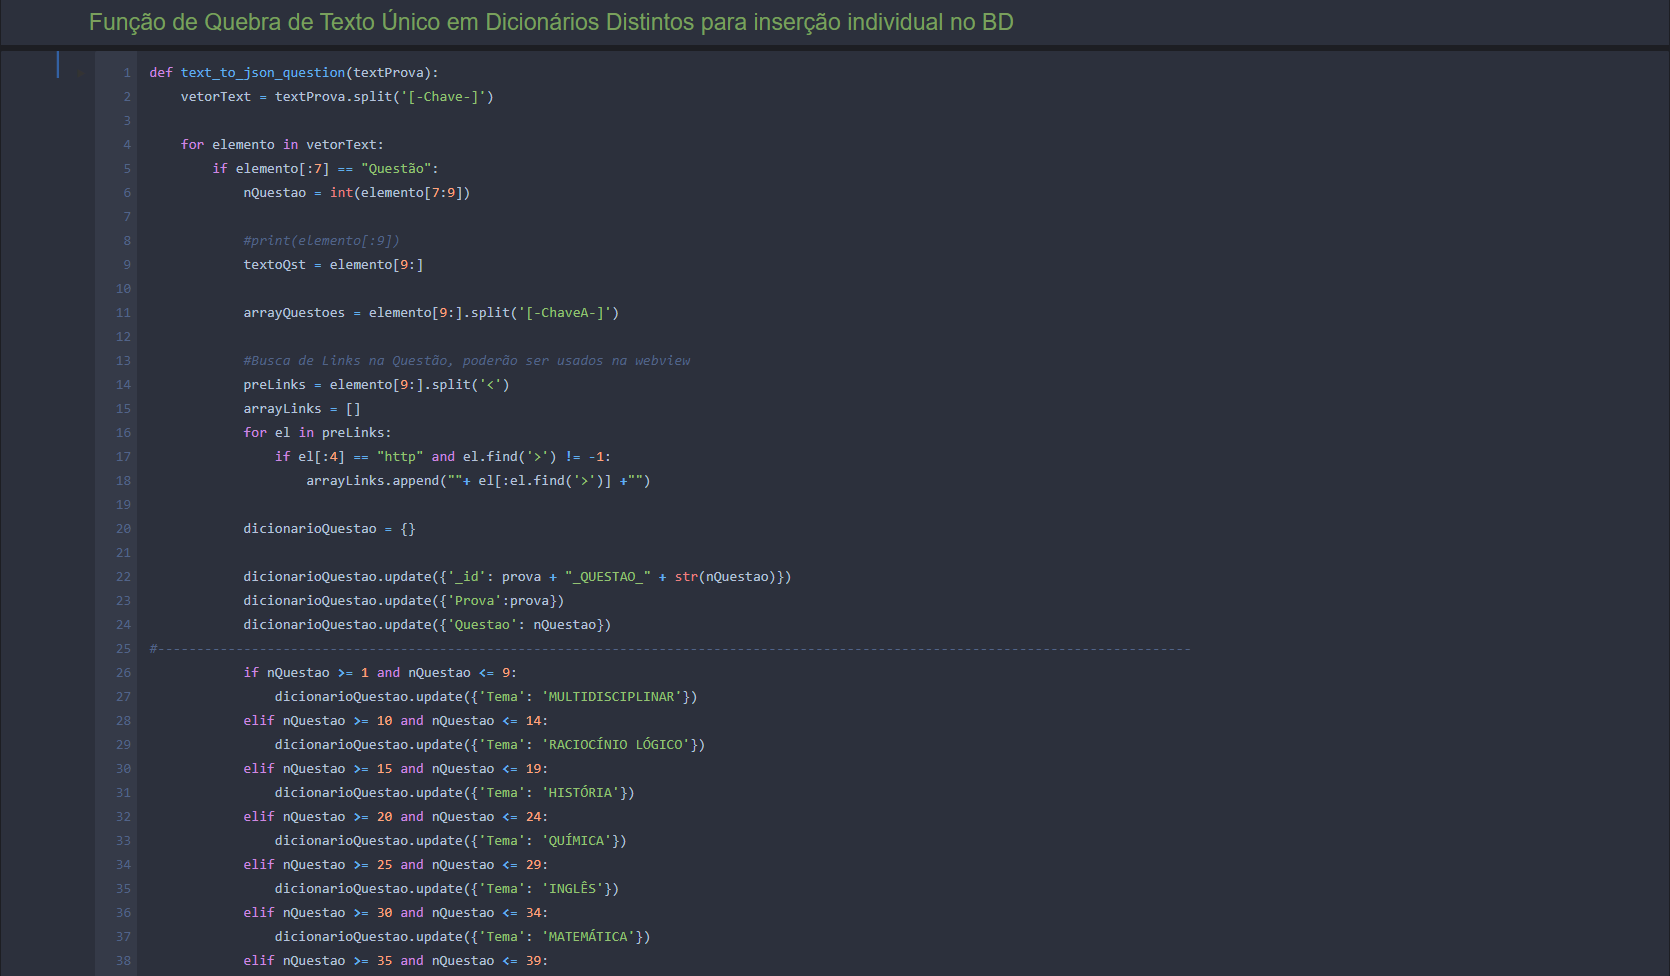 Função de Quebra de Texto Único em Dicionários Distintos para inserção individual no BD
1 def text_to_json_question(textProva):
2     vetorText = textProva.split('[-Chave-]')
3
4     for elemento in vetorText:
5         if elemento[:7] == "Questão":
6             nQuestao = int(elemento[7:9])
7
8             #print(elemento[:9])
9             textoQst = elemento[9:]
10
11             arrayQuestoes = elemento[9:].split('[-ChaveA-]')
12
13             #Busca de Links na Questão, poderão ser usados na webview
14             preLinks = elemento[9:].split('<')
15             arrayLinks = []
16             for el in preLinks:
17                 if el[:4] == "http" and el.find('>') != -1:
18                     arrayLinks.append(""+ el[:el.find('>')] +"")
19
20             dicionarioQuestao = {}
21
22             dicionarioQuestao.update({'_id': prova + "_QUESTAO_" + str(nQuestao)})
23             dicionarioQuestao.update({'Prova':prova})
24             dicionarioQuestao.update({'Questao': nQuestao})
25 #------------------------------------------------------------------------------------------------------------------------------------
26             if nQuestao >= 1 and nQuestao <= 9:
27                 dicionarioQuestao.update({'Tema': 'MULTIDISCIPLINAR'})
28             elif nQuestao >= 10 and nQuestao <= 14:
29                 dicionarioQuestao.update({'Tema': 'RACIOCÍNIO LÓGICO'})
30             elif nQuestao >= 15 and nQuestao <= 19:
31                 dicionarioQuestao.update({'Tema': 'HISTÓRIA'})
32             elif nQuestao >= 20 and nQuestao <= 24:
33                 dicionarioQuestao.update({'Tema': 'QUÍMICA'})
34             elif nQuestao >= 25 and nQuestao <= 29:
35                 dicionarioQuestao.update({'Tema': 'INGLÊS'})
36             elif nQuestao >= 30 and nQuestao <= 34:
37                 dicionarioQuestao.update({'Tema': 'MATEMÁTICA'})
38             elif nQuestao >= 35 and nQuestao <= 39: